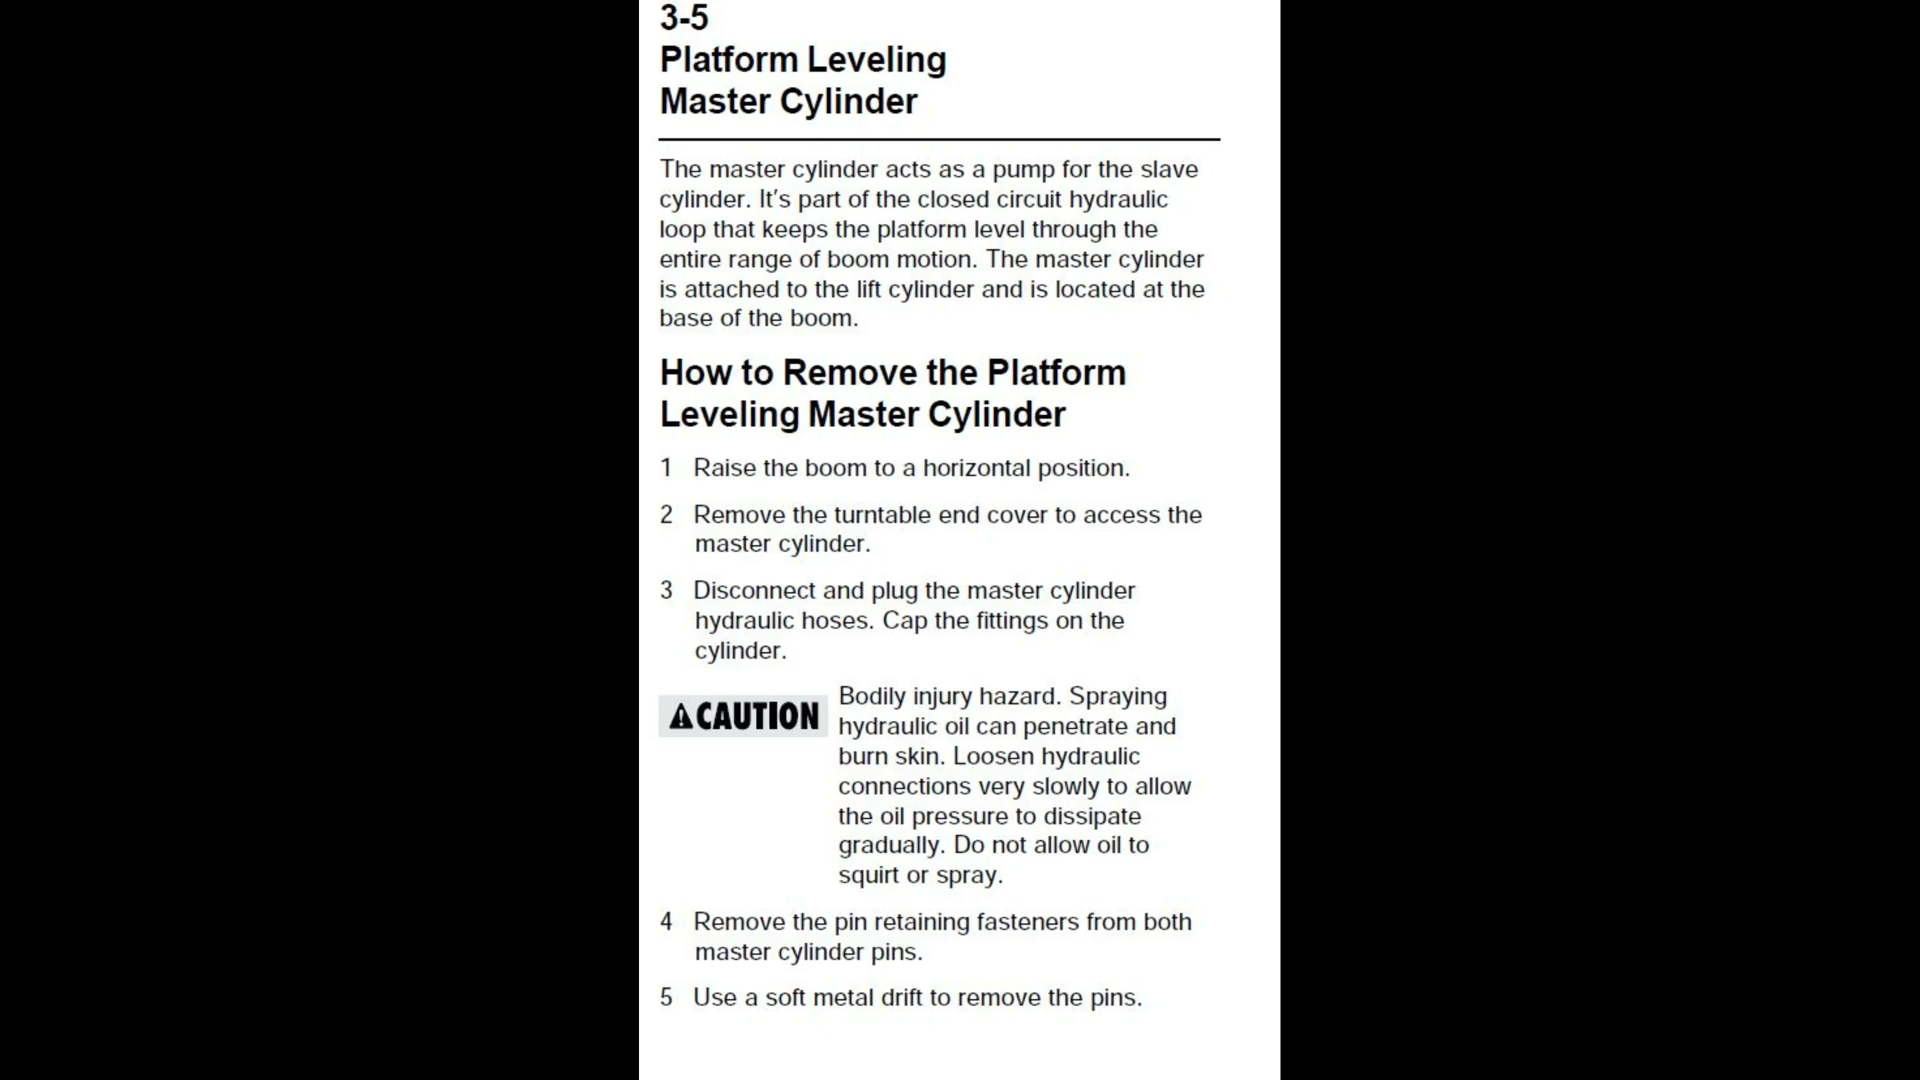 3-5
Platform Leveling
Master Cylinder
The master cylinder acts as a pump for the slave
cylinder. It's part of the closed circuit hydraulic
loop that keeps the platform level through the
entire range of boom motion. The master cylinder
is attached to the lift cylinder and is located at the
base of the boom.
How to Remove the Platform
Leveling Master Cylinder
1 Raise the boom to a horizontal position.
2 Remove the turntable end cover to access the
master cylinder.
3 Disconnect and plug the master cylinder
hydraulic hoses. Cap the fittings on the
cylinder.
CAUTION
Bodily injury hazard. Spraying
hydraulic oil can penetrate and
burn skin. Loosen hydraulic
connections very slowly to allow
the oil pressure to dissipate
gradually. Do not allow oil to
squirt or spray.
4 Remove the pin retaining fasteners from both
master cylinder pins.
5 Use a soft metal drift to remove the pins.